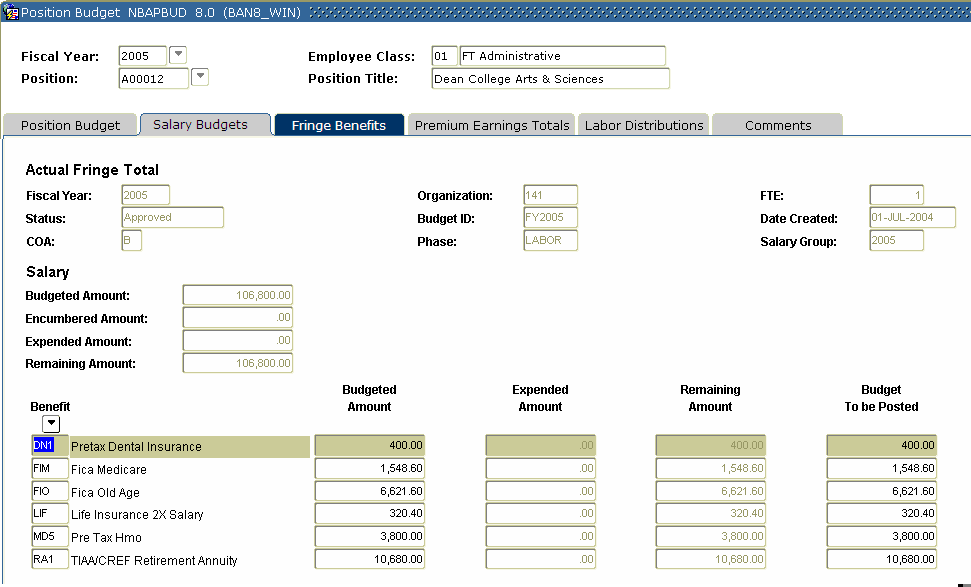 Position Budget NBAPBUD 8.0 (BAN8_WIN)
Fiscal Year: 2005 Employee Class: 01 FT Administrative
Position: A00012 Position Title: Dean College Arts & Sciences
Position Budget Salary Budgets Fringe Benefits Premium Earnings Totals Labor Distributions Comments
Actual Fringe Total
Fiscal Year: 2005 Organization: 141 FTE: 1
Status: Approved Budget ID: FY2005 Date Created: 01-JUL-2004
COA: B Phase: LABOR Salary Group: 2005
Salary
Budgeted Amount: 106,800.00
Encumbered Amount: .00
Expended Amount: .00
Remaining Amount: 106,800.00
Budgeted Expended Remaining Budget
Benefit Amount Amount Amount To be Posted
DN1 Pretax Dental Insurance 400.00 .00 400.00 400.00
FIM Fica Medicare 1,548.60 .00 1,548.60 1,548.60
FIO Fica Old Age 6,621.60 .00 6,621.60 6,621.60
LIF Life Insurance 2X Salary 320.40 .00 320.40 320.40
MD5 Pre Tax Hmo 3,800.00 .00 3,800.00 3,800.00
RA1 TIAA/CREF Retirement Annuity 10,680.00 .00 10,680.00 10,680.00